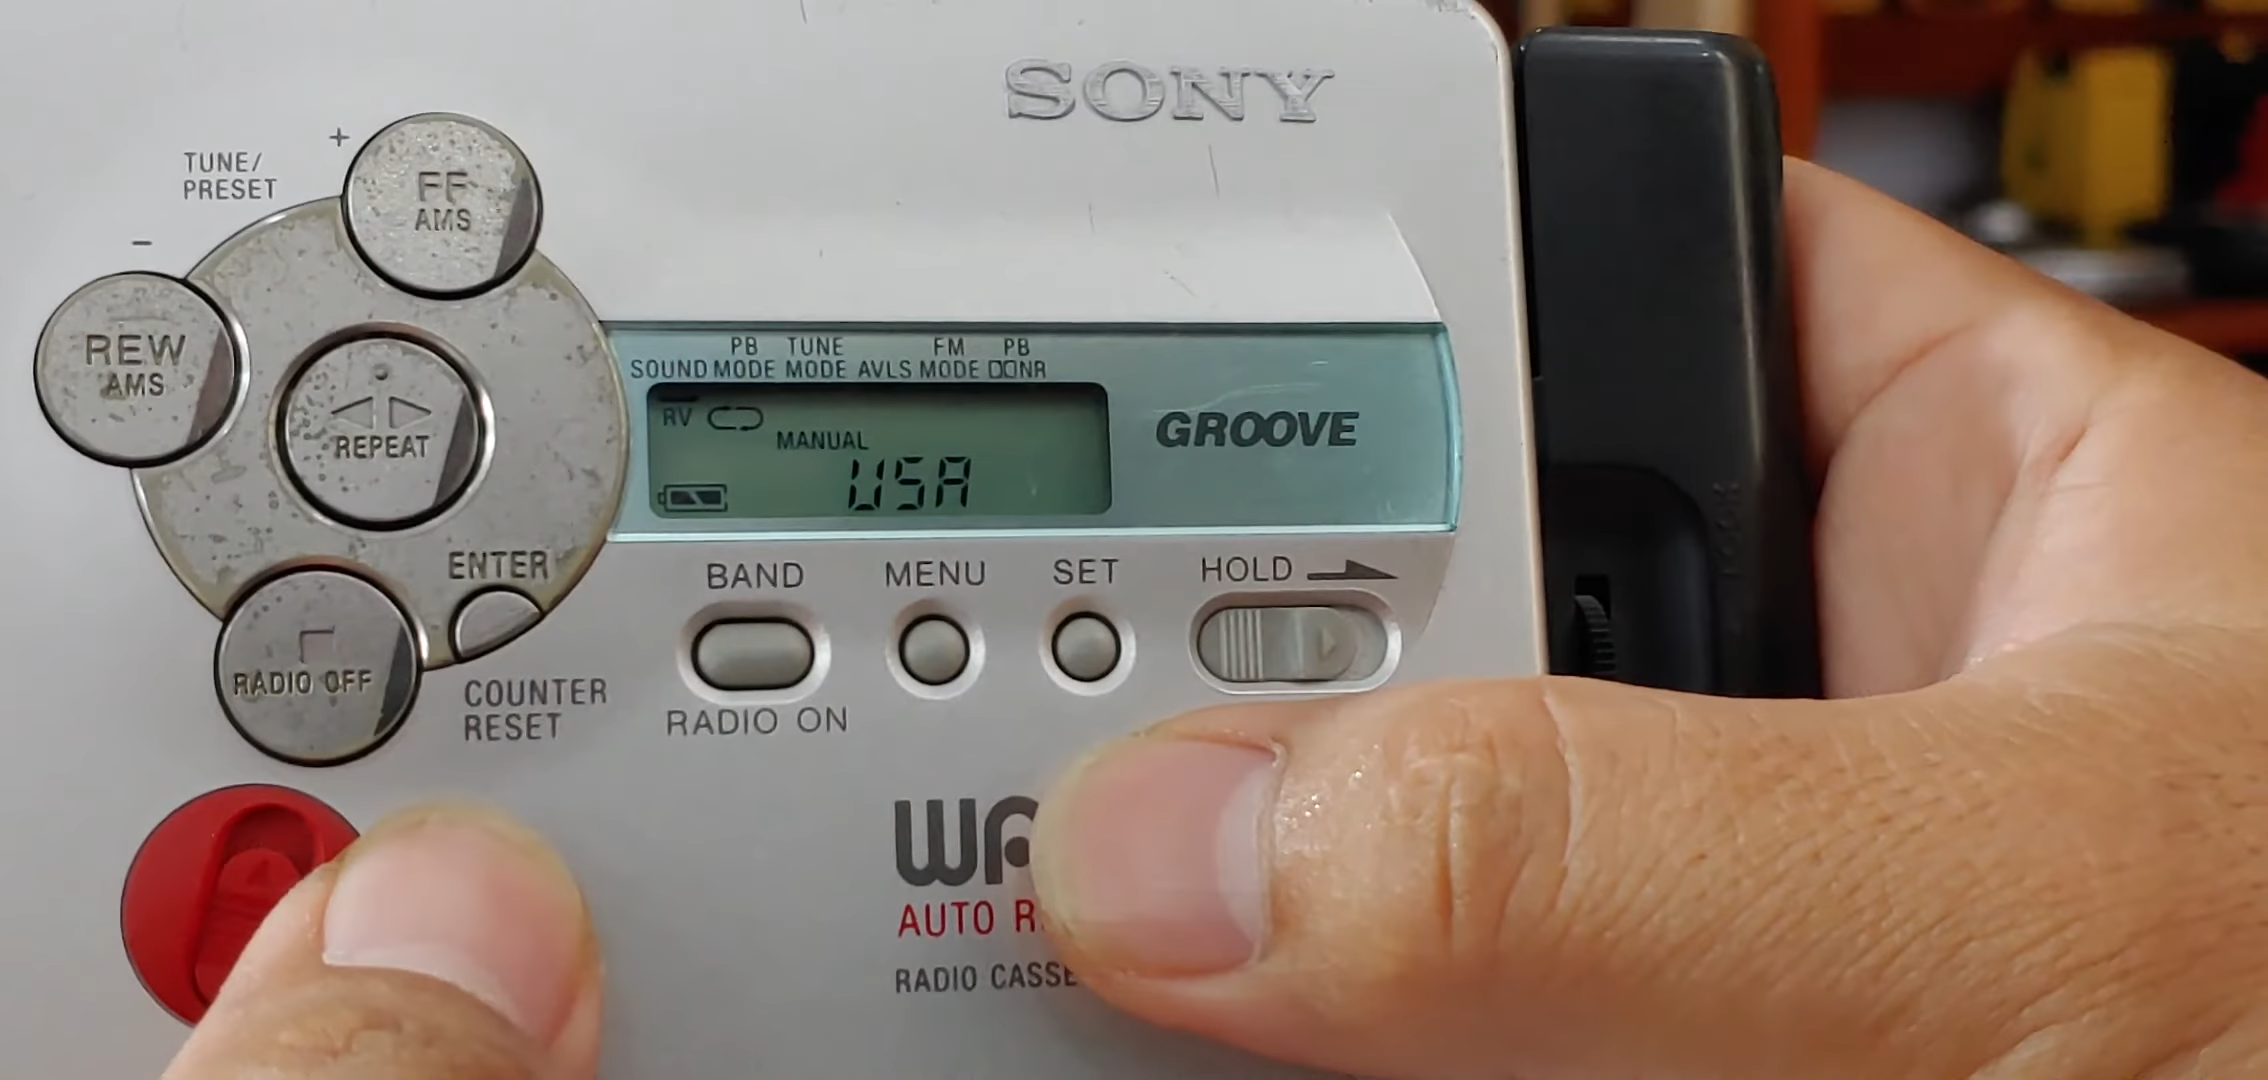 SONY
+
TUNE/
PRESET
-
FF
AMS
REW
AMS
REPEAT
PB TUNE FM PB
SOUND MODE MODE AVLS MODE NR
RV
MANUAL
USA
GROOVE
ENTER
BAND MENU SET HOLD
RADIO OFF
COUNTER
RESET
RADIO ON
WA
AUTO R
RADIO CASSE